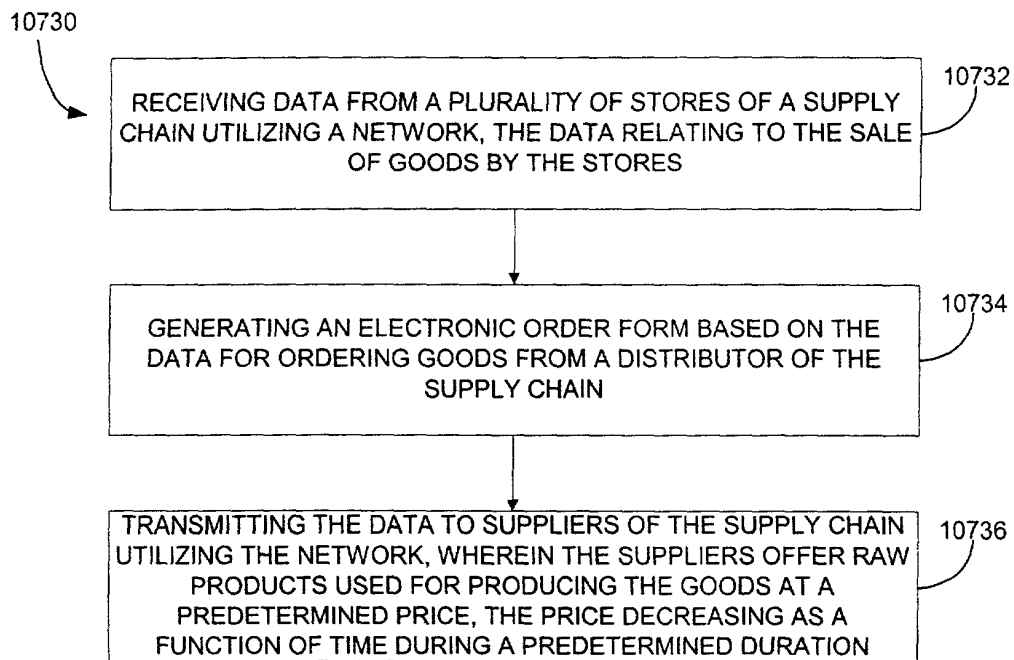 10730
10732
RECEIVING DATA FROM A PLURALITY OF STORES OF A SUPPLY
CHAIN UTILIZING A NETWORK, THE DATA RELATING TO THE SALE
OF GOODS BY THE STORES
10734
GENERATING AN ELECTRONIC ORDER FORM BASED ON THE
DATA FOR ORDERING GOODS FROM A DISTRIBUTOR OF THE
SUPPLY CHAIN
10736
TRANSMITTING THE DATA TO SUPPLIERS OF THE SUPPLY CHAIN
UTILIZING THE NETWORK, WHEREIN THE SUPPLIERS OFFER RAW
PRODUCTS USED FOR PRODUCING THE GOODS AT A
PREDETERMINED PRICE, THE PRICE DECREASING AS A
FUNCTION OF TIME DURING A PREDETERMINED DURATION